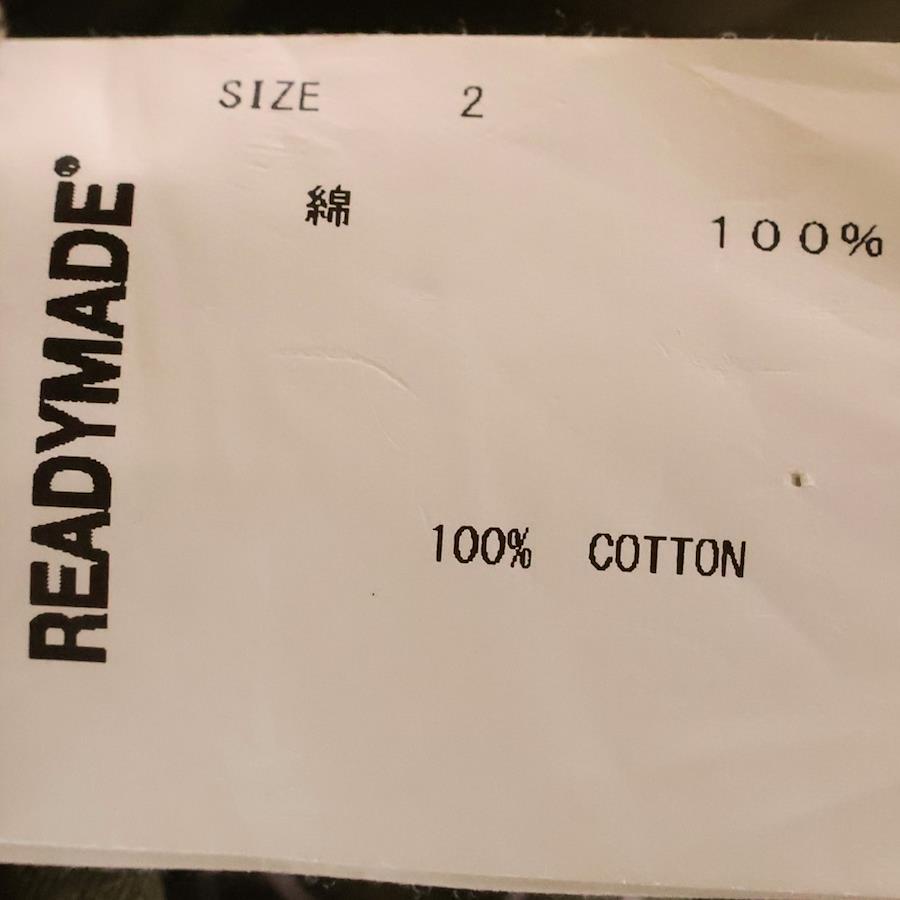 READYMADE®
SIZE 2
綿 100%
100% COTTON